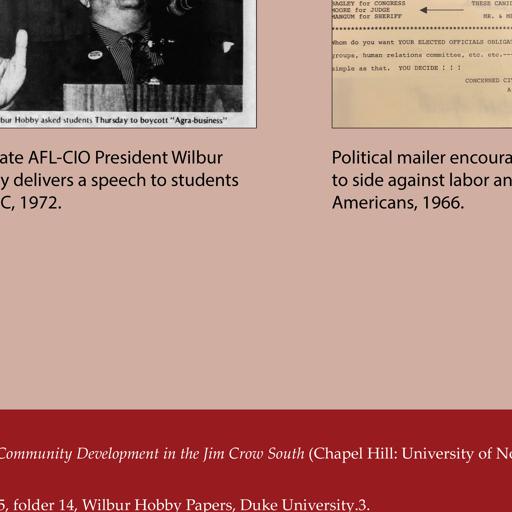 BAGLEY for CONGRESS
THESE CANDI
MOORE for JUDGE
MANGUM for SHERIFF
MR. & M
Whom do you want YOUR ELECTED OFFICIALS OBLIGAT
groups, human relations committee, etc. etc.---
simple as that. YOU DECIDE ! ! !
CONCERNED CI
A
bur Hobby asked students Thursday to boycott "Agra-business"
ate AFL-CIO President Wilbur
y delivers a speech to students
C, 1972.
Political mailer encoura
to side against labor an
Americans, 1966.
Community Development in the Jim Crow South (Chapel Hill: University of No
5, folder 14, Wilbur Hobby Papers, Duke University.3.